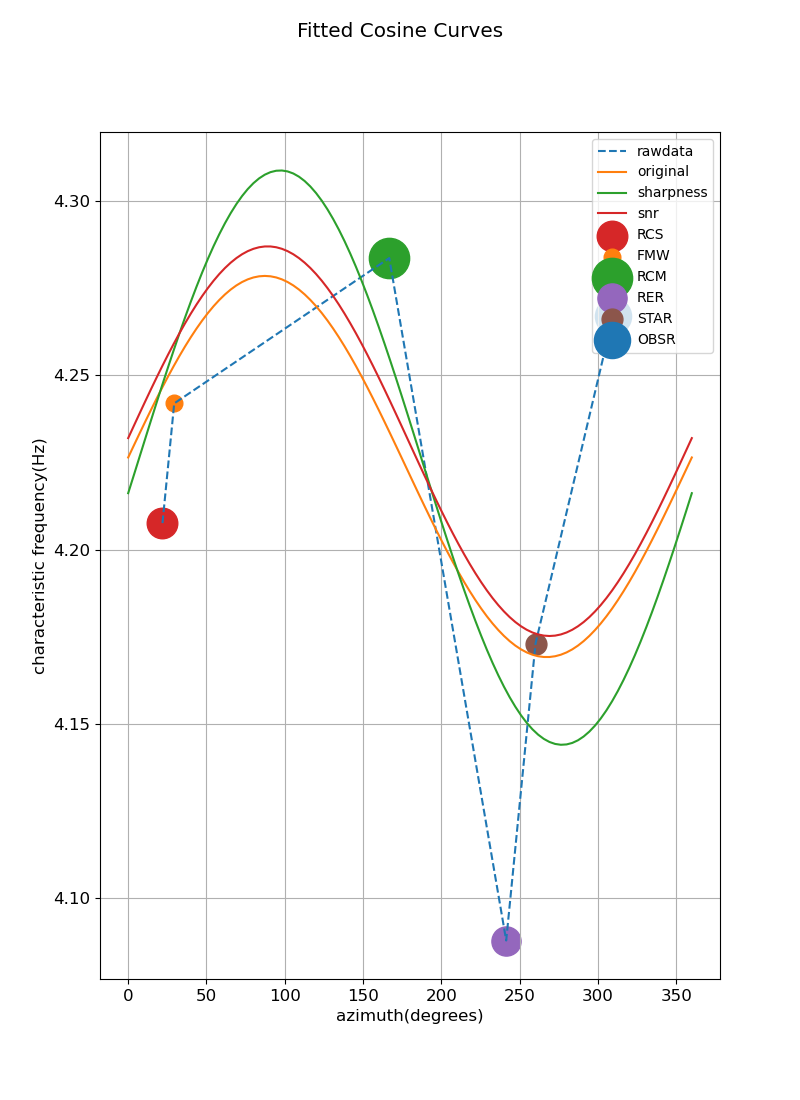 Fitted Cosine Curves
rawdata
original
sharpness
snr
RCS
FMW
RCM
RER
STAR
OBSR
4.30
4.25
4.20
4.15
4.10
characteristic frequency(Hz)
0 50 100 150 200 250 300 350
azimuth(degrees)